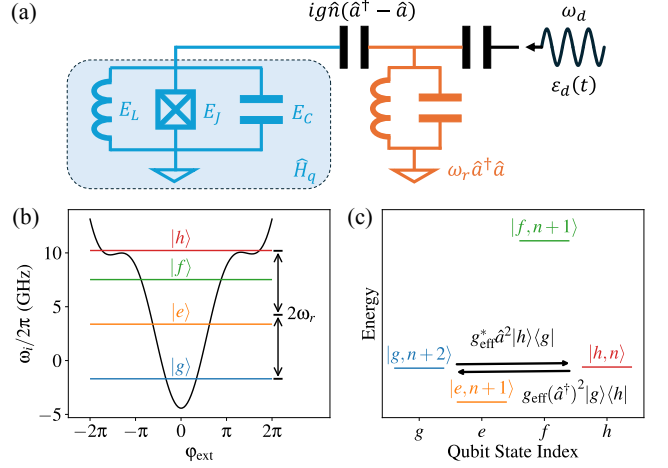 (a)
ign̂(â† − â)
ω_d
ε_d(t)
E_L
E_J
E_C
Ĥ_q
ω_r â†â
(b)
ω_i/2π (GHz)
10
5
0
−5
|h⟩
|f⟩
|e⟩
|g⟩
2ω_r
−2π
−π
0
π
2π
φ_ext
(c)
Energy
|f, n+1⟩
g*_eff â²|h⟩⟨g|
|g, n+2⟩
|h, n⟩
|e, n+1⟩
g_eff(â†)²|g⟩⟨h|
g
e
f
h
Qubit State Index